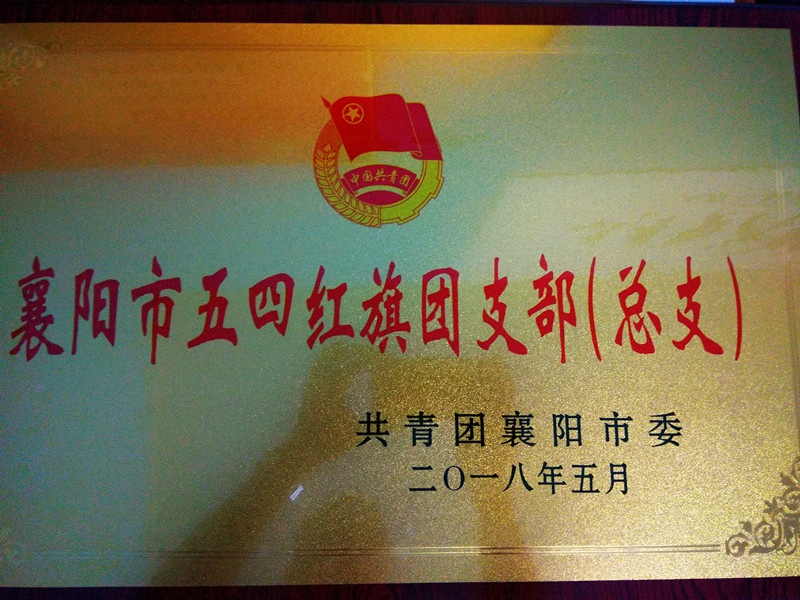 中国共青团
襄阳市五四红旗团支部(总支)
共青团襄阳市委
二〇一八年五月